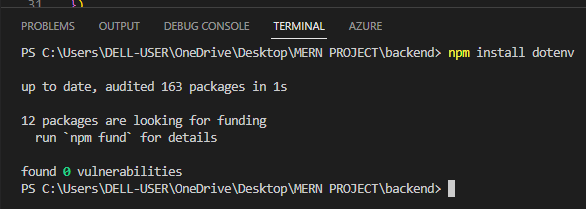 31 })
PROBLEMS OUTPUT DEBUG CONSOLE TERMINAL AZURE
PS C:\Users\DELL-USER\OneDrive\Desktop\MERN PROJECT\backend> npm install dotenv
up to date, audited 163 packages in 1s
12 packages are looking for funding
run `npm fund` for details
found 0 vulnerabilities
PS C:\Users\DELL-USER\OneDrive\Desktop\MERN PROJECT\backend>